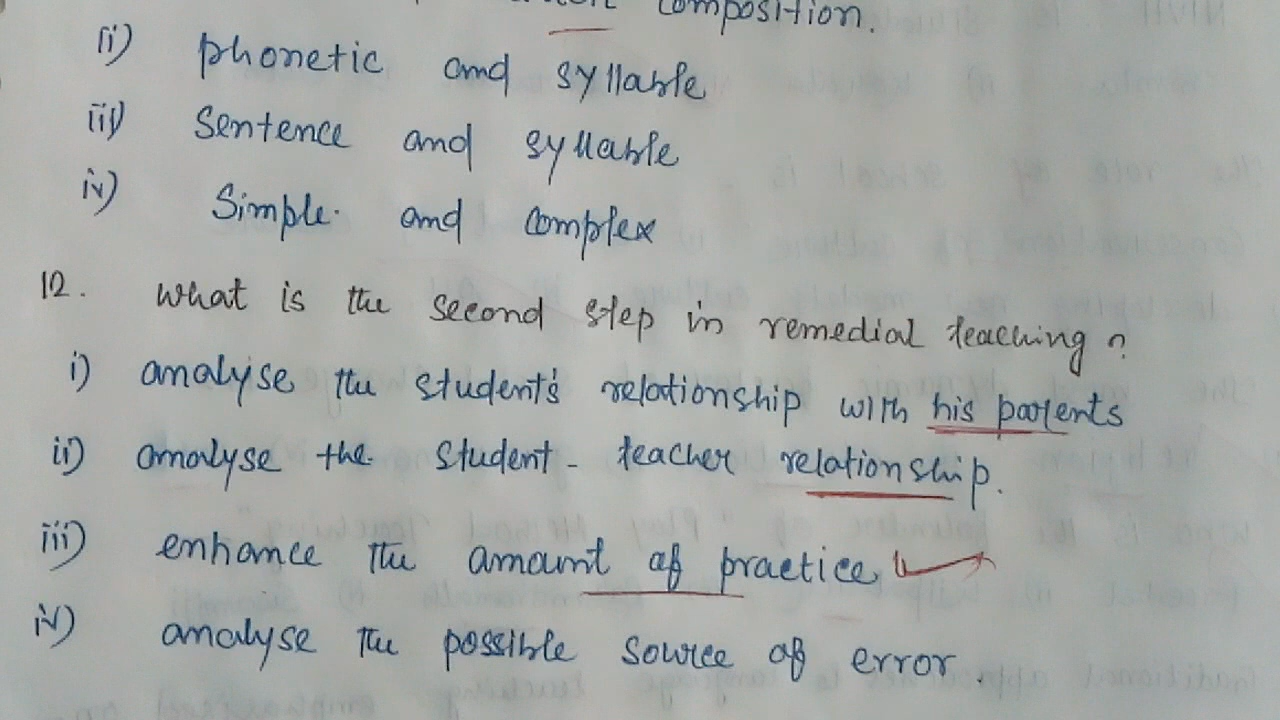 composition.
(i) phonetic and syllable
iii) Sentence and syllable
iv) Simple and complex
12. What is the second step in remedial teaching?
i) analyse the student's relationship with his parents
ii) analyse the student-teacher relationship.
iii) enhance the amount of practice
iv) analyse the possible source of error.